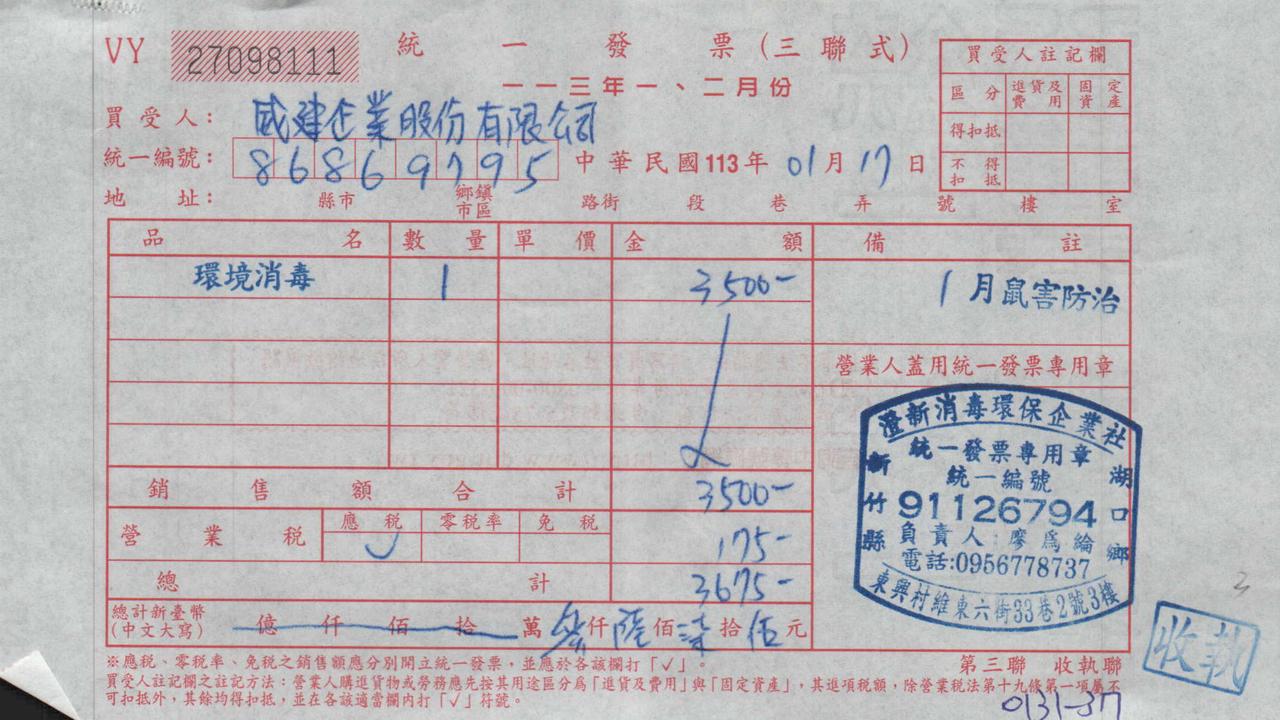 VY 27098111 統一發票(三聯式)
一一三年一、二月份
買受人註記欄
區分 進貨及費用 固定資產
得扣抵
不得扣抵
買受人: 威建企業股份有限公司
統一編號: 86869795 中華民國113年01月17日
地址: 縣市 鄉鎮市區 路街 段 巷 弄 號 樓 室
品名 數量 單價 金額 備註
環境消毒 1 3500- 1月鼠害防治
營業人蓋用統一發票專用章
銷售額合計 3500-
營業稅 應稅 零稅率 免稅 175-
總計 3675-
總計新臺幣(中文大寫) 億仟佰拾萬參仟陸佰柒拾伍元
澄新消毒環保企業社
統一發票專用章
統一編號
91126794
負責人:廖為綸
電話:0956778737
新竹縣湖口鄉
東興村維東六街33巷2號3樓
※應稅、零稅率、免稅之銷售額應分別開立統一發票,並應於各該欄打「✓」。
第三聯 收執聯
買受人註記欄之註記方法:營業人購進貨物或勞務應先按其用途區分為「進貨及費用」與「固定資產」,其進項稅額,除營業稅法第十九條第一項屬不
可扣抵外,其餘均得扣抵,並在各該適當欄內打「✓」符號。
收執
3
0131-37